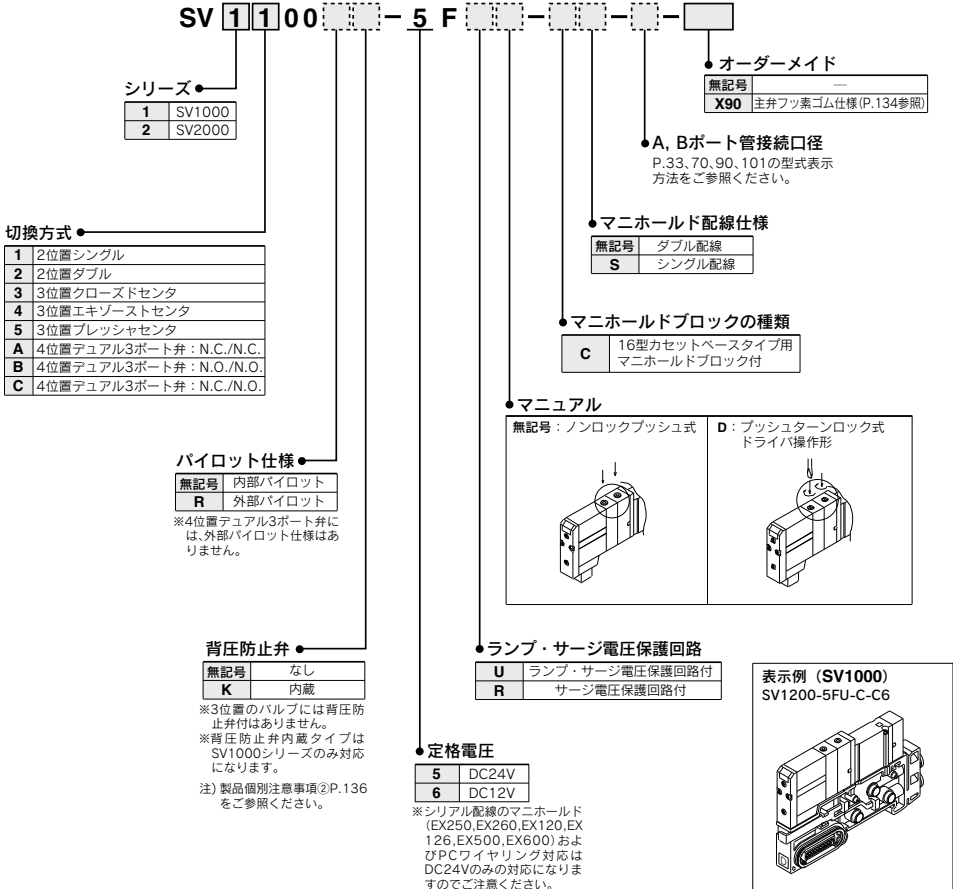 SV 1 1 00 - 5 F - - -
オーダーメイド
無記号 —
X90 主弁フッ素ゴム仕様(P.134参照)
シリーズ
1 SV1000
2 SV2000
A, Bポート管接続口径
P.33、70、90、101の型式表示
方法をご参照ください。
切換方式
1 2位置シングル
2 2位置ダブル
3 3位置クローズドセンタ
4 3位置エキゾーストセンタ
5 3位置プレッシャセンタ
A 4位置デュアル3ポート弁：N.C./N.C.
B 4位置デュアル3ポート弁：N.O./N.O.
C 4位置デュアル3ポート弁：N.C./N.O.
マニホールド配線仕様
無記号 ダブル配線
S シングル配線
マニホールドブロックの種類
C 16型カセットベースタイプ用
マニホールドブロック付
マニュアル
無記号：ノンロックプッシュ式
D：プッシュターンロック式
ドライバ操作形
パイロット仕様
無記号 内部パイロット
R 外部パイロット
※4位置デュアル3ポート弁に
は、外部パイロット仕様はあ
りません。
背圧防止弁
無記号 なし
K 内蔵
※3位置のバルブには背圧防
止弁付はありません。
※背圧防止弁内蔵タイプは
SV1000シリーズのみ対応
になります。
注) 製品個別注意事項②P.136
をご参照ください。
ランプ・サージ電圧保護回路
U ランプ・サージ電圧保護回路付
R サージ電圧保護回路付
定格電圧
5 DC24V
6 DC12V
※シリアル配線のマニホールド
(EX250,EX260,EX120,EX
126,EX500,EX600)およ
びPCワイヤリング対応は
DC24Vのみの対応になりま
すのでご注意ください。
表示例（SV1000）
SV1200-5FU-C-C6